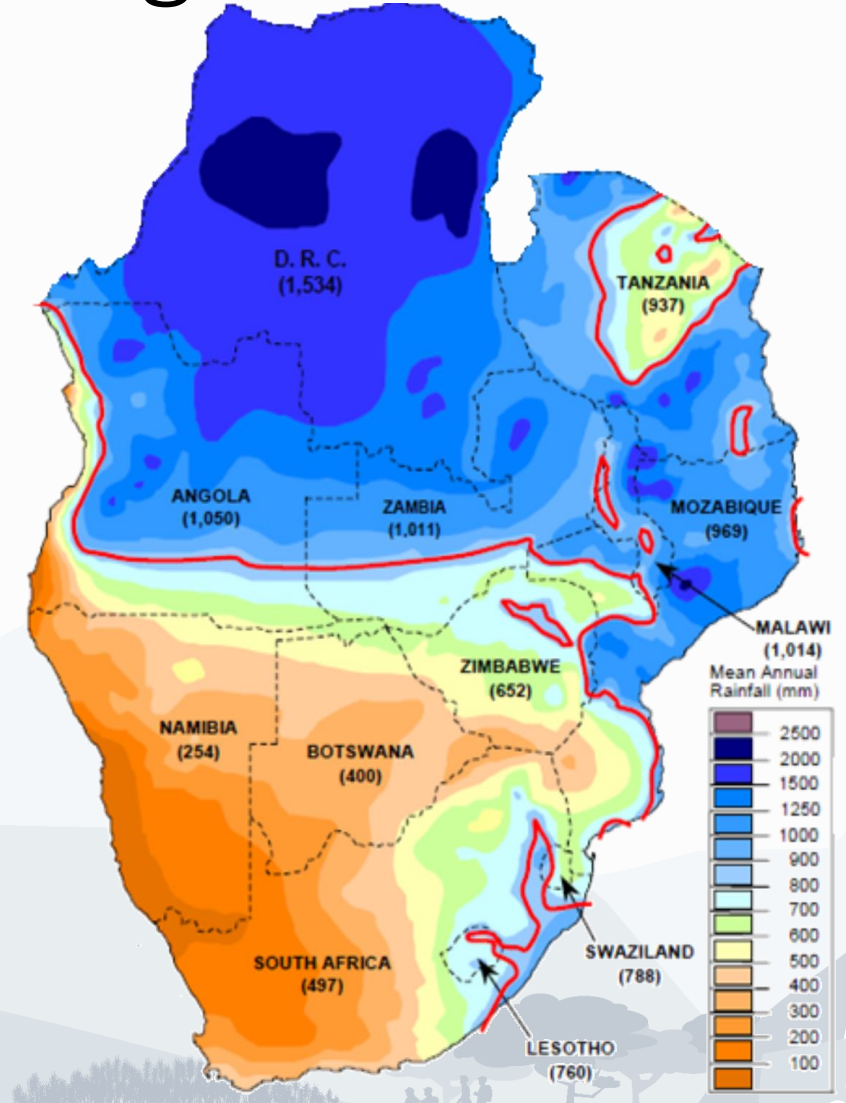 D. R. C.
(1,534)
TANZANIA
(937)
ANGOLA
(1,050)
ZAMBIA
(1,011)
MOZABIQUE
(969)
MALAWI
(1,014)
ZIMBABWE
(652)
NAMIBIA
(254)
BOTSWANA
(400)
SOUTH AFRICA
(497)
SWAZILAND
(788)
LESOTHO
(760)
Mean Annual
Rainfall (mm)
2500
2000
1500
1250
1000
900
800
700
600
500
400
300
200
100